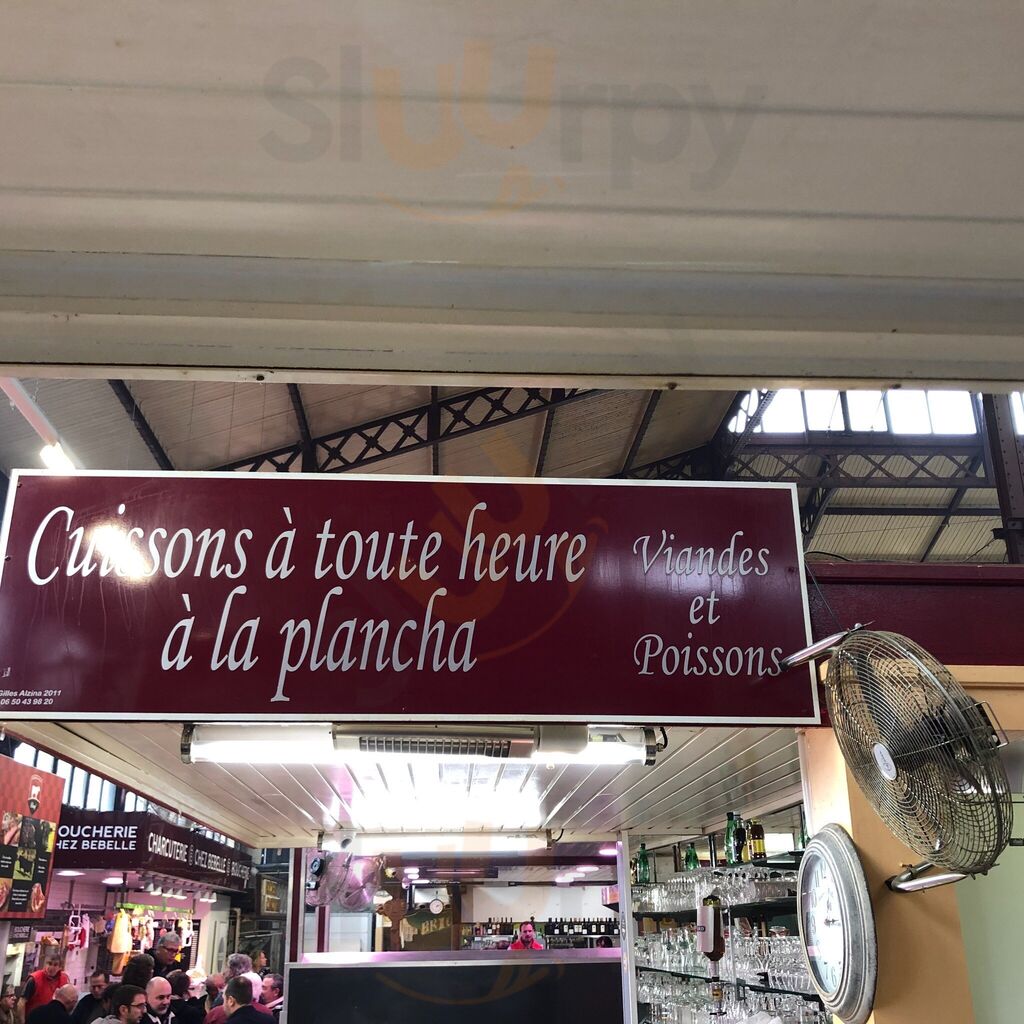 Sluurpy
Cuissons à toute heure
à la plancha
Viandes
et
Poissons
Gilles Alzina 2011
06 50 43 98 20
OUCHERIE
HEZ BEBELLE
CHARCUTERIE
CHEZ BEBELLE